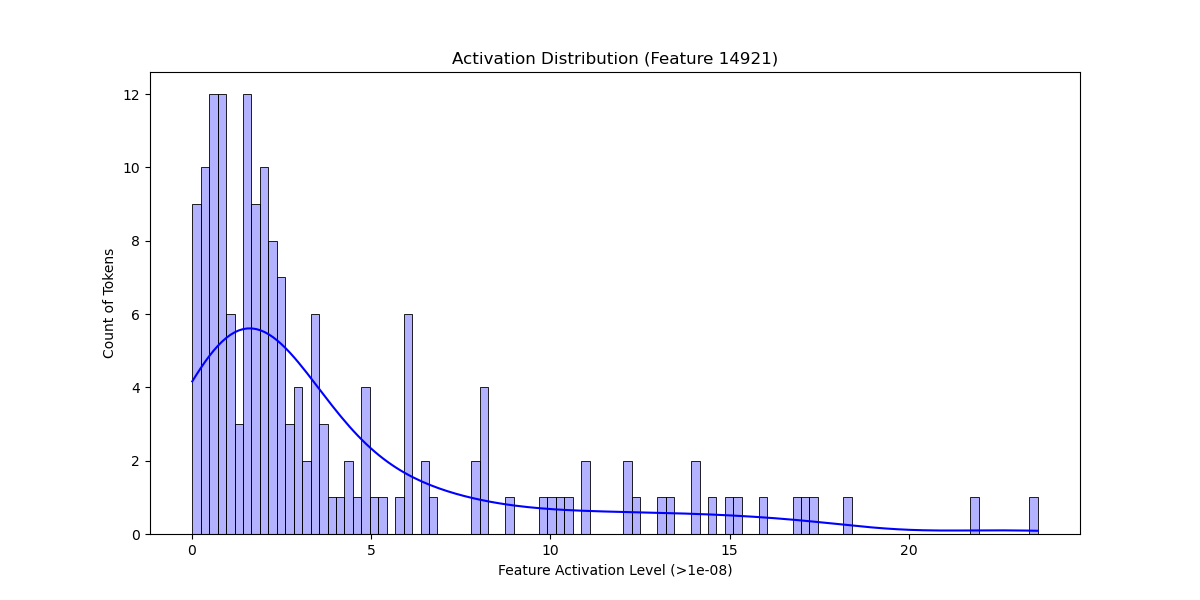 Activation Distribution (Feature 14921)
12
10
8
6
4
2
0
Count of Tokens
0 5 10 15 20
Feature Activation Level (>1e-08)